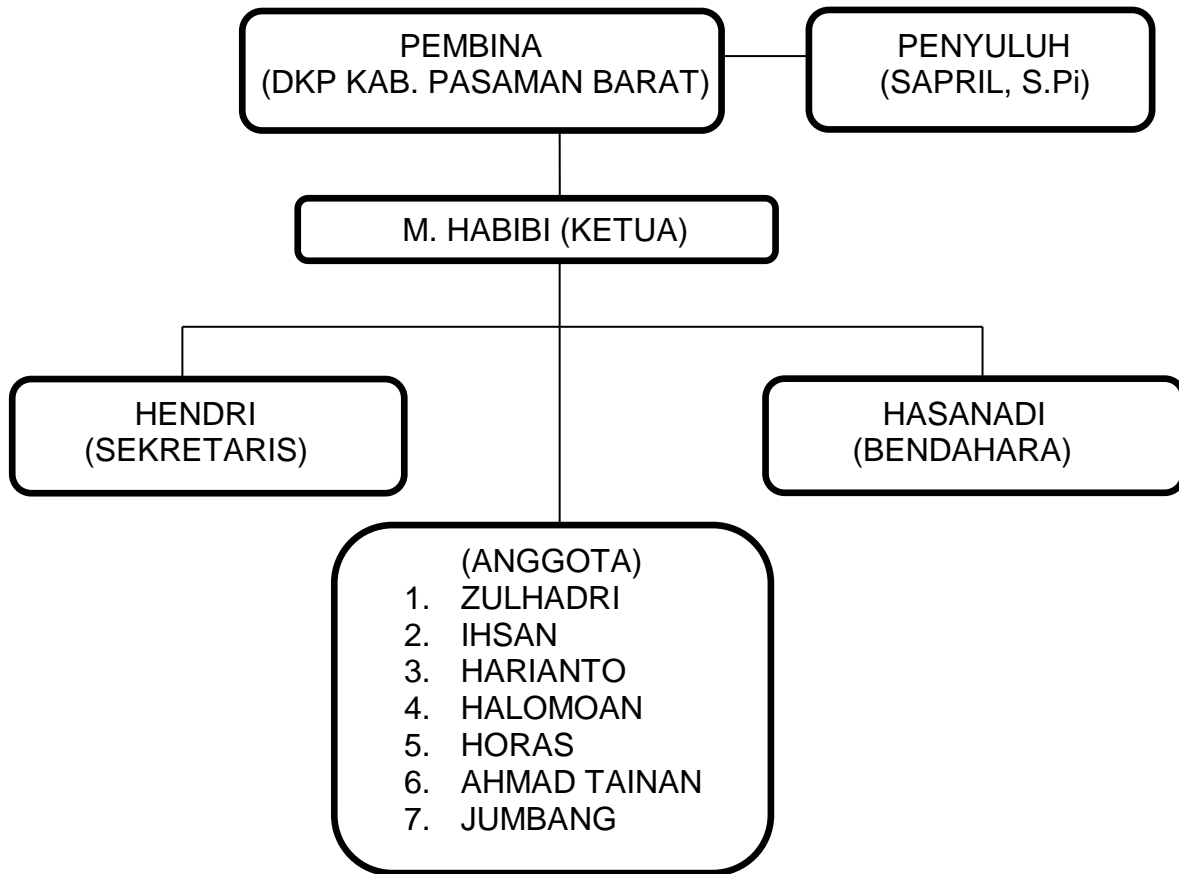 PEMBINA
(DKP KAB. PASAMAN BARAT)
PENYULUH
(SAPRIL, S.Pi)
M. HABIBI (KETUA)
HENDRI
(SEKRETARIS)
HASANADI
(BENDAHARA)
(ANGGOTA)
1. ZULHADRI
2. IHSAN
3. HARIANTO
4. HALOMOAN
5. HORAS
6. AHMAD TAINAN
7. JUMBANG